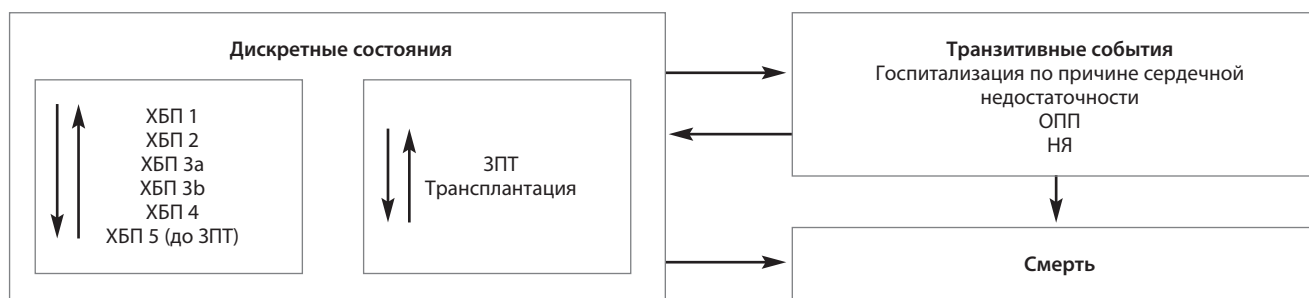 Дискретные состояния
ХБП 1
ХБП 2
ХБП 3a
ХБП 3b
ХБП 4
ХБП 5 (до ЗПТ)
ЗПТ
Трансплантация
Транзитивные события
Госпитализация по причине сердечной
недостаточности
ОПП
НЯ
Смерть